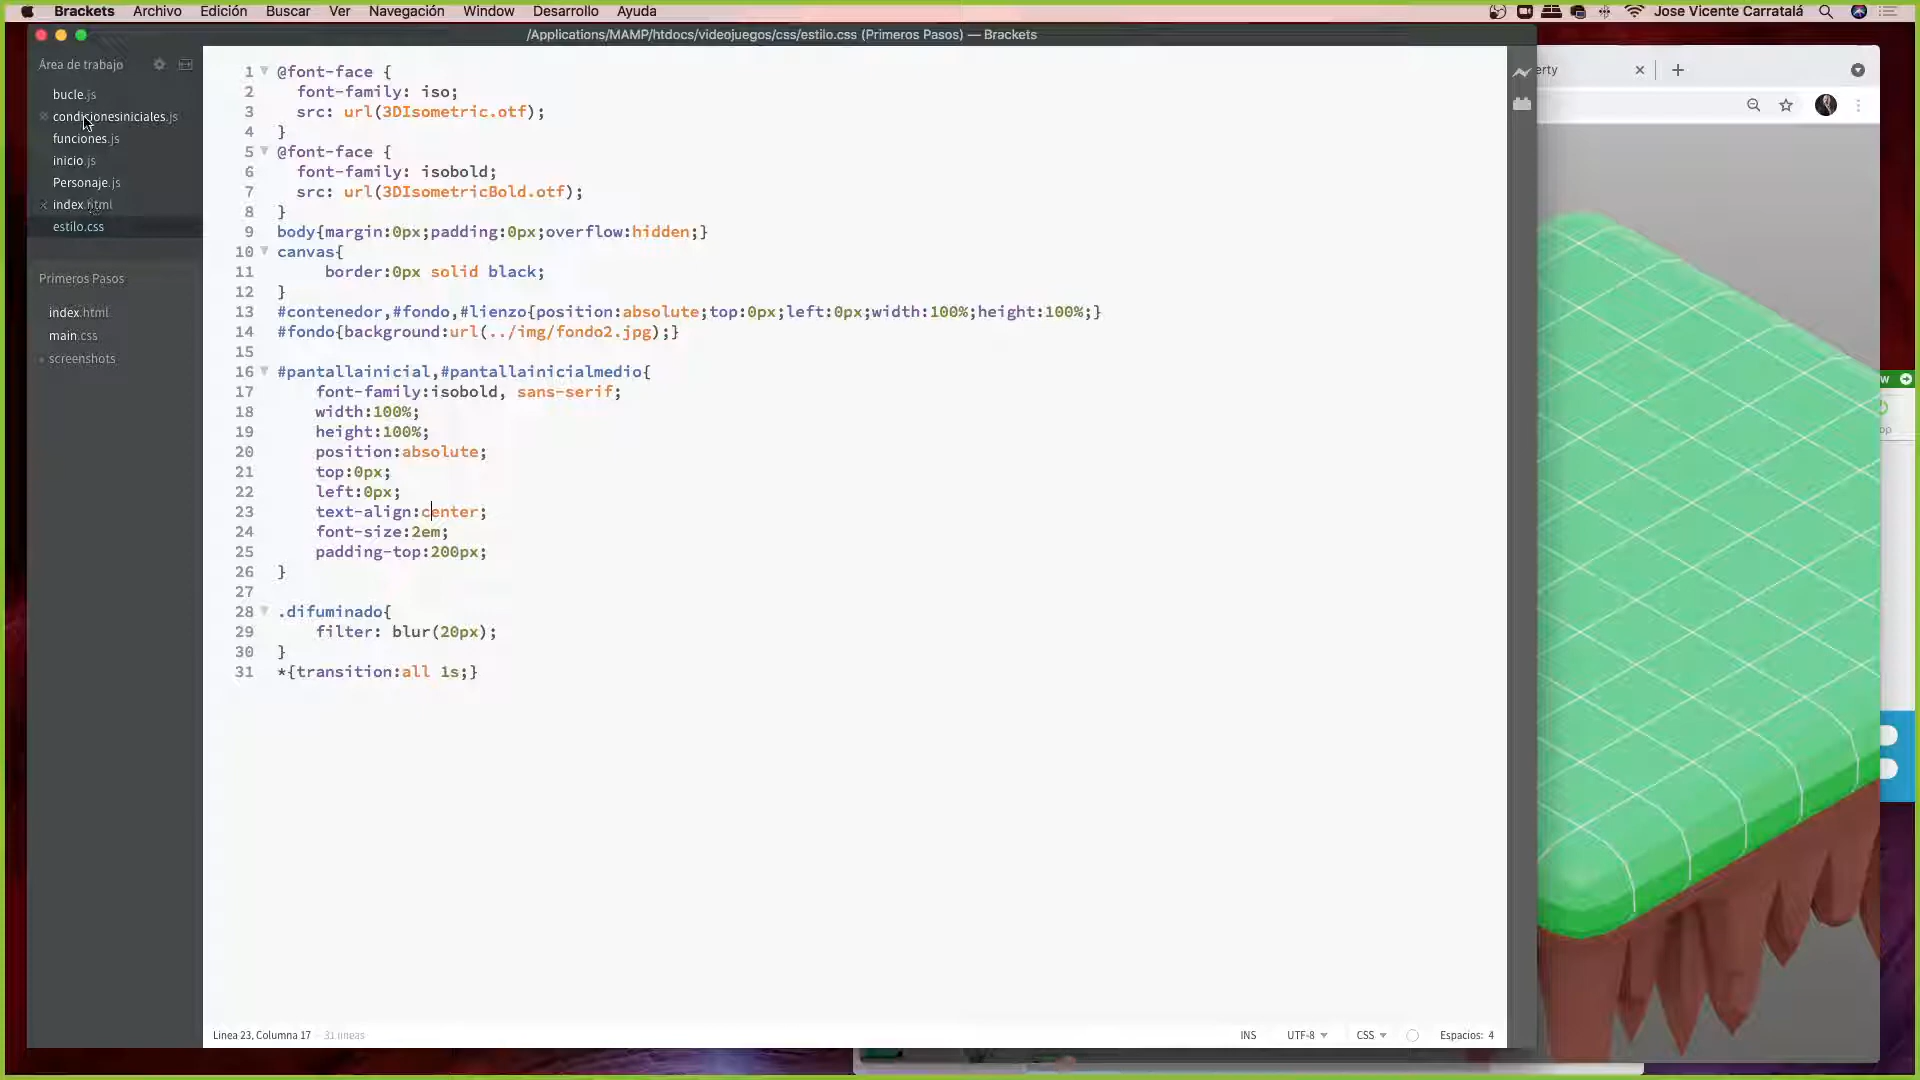 Brackets Archivo Edición Buscar Ver Navegación Window Desarrollo Ayuda Jose Vicente Carratalá
/Applications/MAMP/htdocs/videojuegos/css/estilo.css (Primeros Pasos) — Brackets
Área de trabajo
bucle.js
condicionesiniciales.js
funciones.js
inicio.js
Personaje.js
index.html
estilo.css
Primeros Pasos
index.html
main.css
screenshots
1 @font-face {
2 font-family: iso;
3 src: url(3DIsometric.otf);
4 }
5 @font-face {
6 font-family: isobold;
7 src: url(3DIsometricBold.otf);
8 }
9 body{margin:0px;padding:0px;overflow:hidden;}
10 canvas{
11 border:0px solid black;
12 }
13 #contenedor,#fondo,#lienzo{position:absolute;top:0px;left:0px;width:100%;height:100%;}
14 #fondo{background:url(../img/fondo2.jpg);}
15
16 #pantallainicial,#pantallainicialmedio{
17 font-family:isobold, sans-serif;
18 width:100%;
19 height:100%;
20 position:absolute;
21 top:0px;
22 left:0px;
23 text-align:center;
24 font-size:2em;
25 padding-top:200px;
26 }
27
28 .difuminado{
29 filter: blur(20px);
30 }
31 *{transition:all 1s;}
Línea 23, Columna 17 — 31 líneas
INS UTF-8 CSS Espacios: 4
erty
w
op